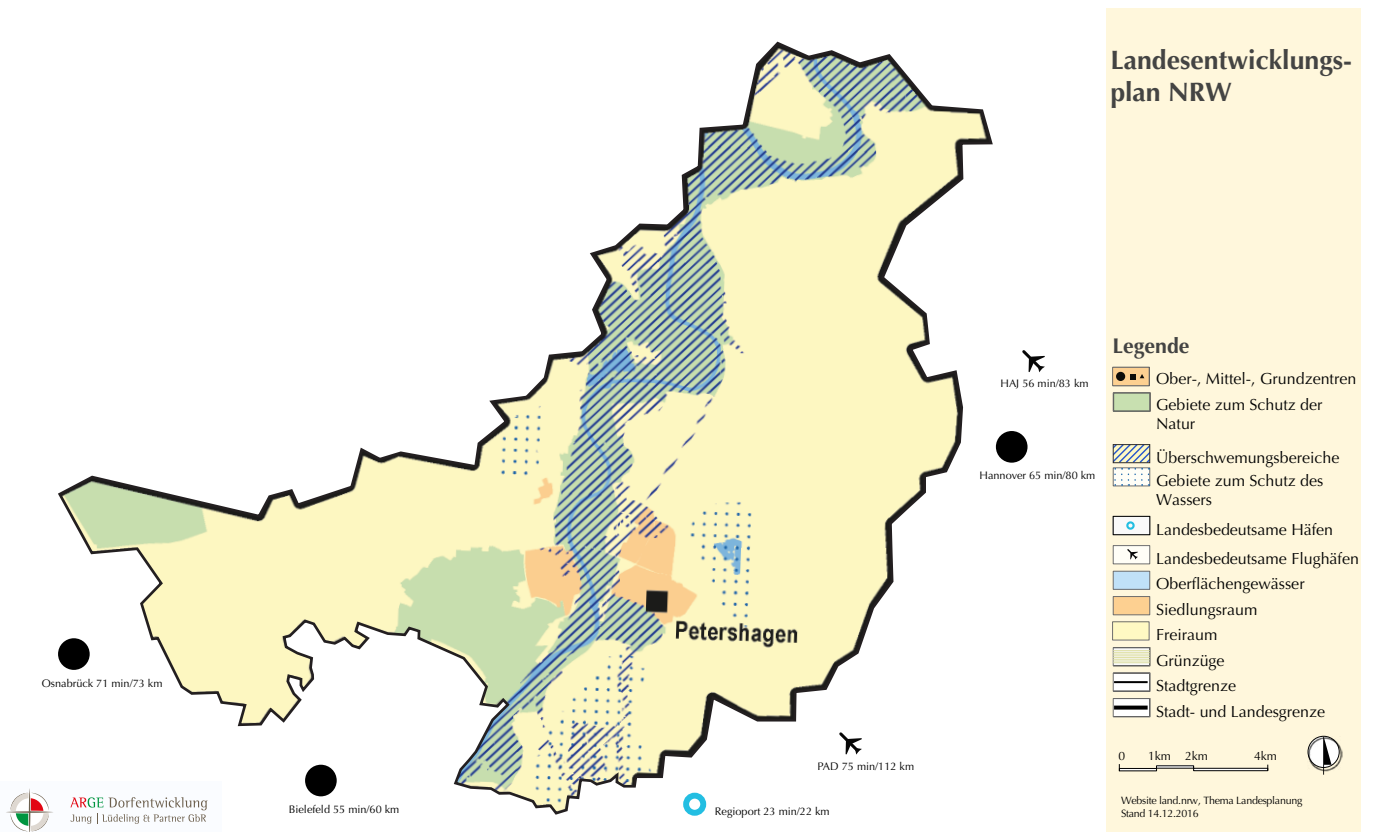 Landesentwicklungs-
plan NRW
HAJ 56 min/83 km
Hannover 65 min/80 km
Petershagen
Osnabrück 71 min/73 km
PAD 75 min/112 km
Bielefeld 55 min/60 km
Regioport 23 min/22 km
Legende
Ober-, Mittel-, Grundzentren
Gebiete zum Schutz der
Natur
Überschwemungsbereiche
Gebiete zum Schutz des
Wassers
Landesbedeutsame Häfen
Landesbedeutsame Flughäfen
Oberflächengewässer
Siedlungsraum
Freiraum
Grünzüge
Stadtgrenze
Stadt- und Landesgrenze
0 1km 2km 4km
Website land.nrw, Thema Landesplanung
Stand 14.12.2016
ARGE Dorfentwicklung
Jung | Lüdeling & Partner GbR